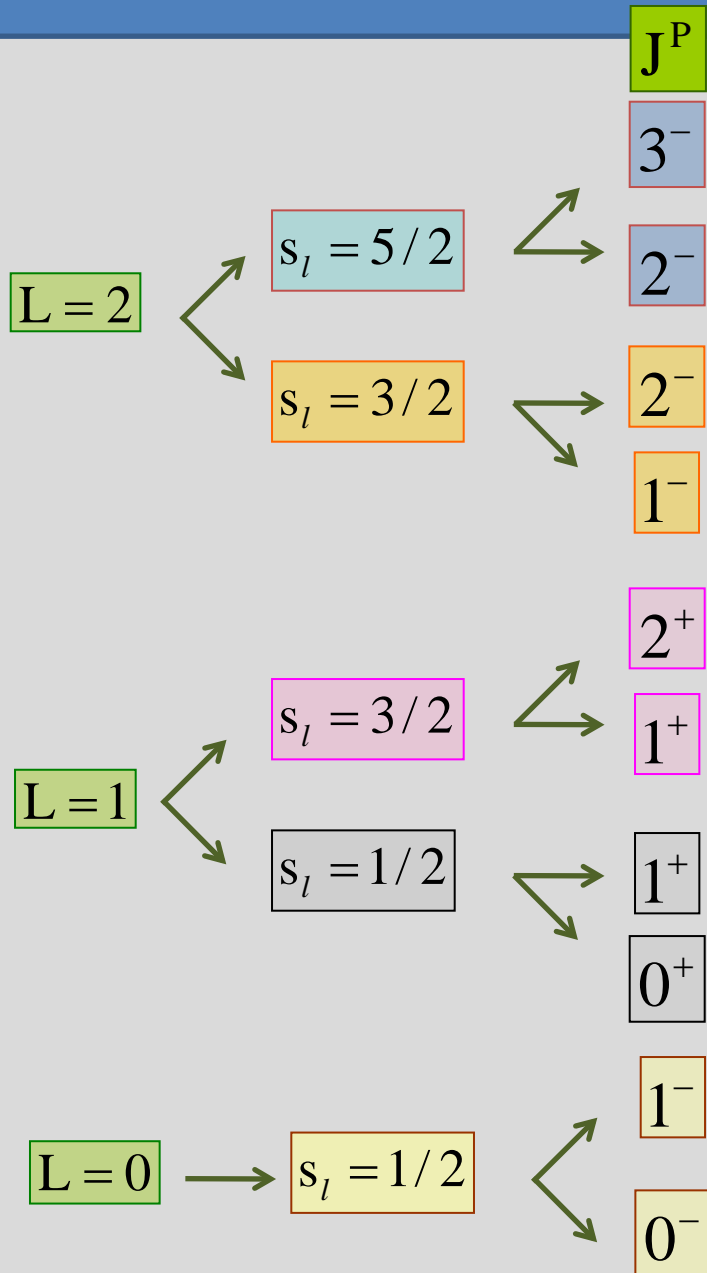 J^P
3⁻
s_l = 5/2
2⁻
L = 2
s_l = 3/2
2⁻
1⁻
2⁺
s_l = 3/2
1⁺
L = 1
s_l = 1/2
1⁺
0⁺
1⁻
L = 0
s_l = 1/2
0⁻